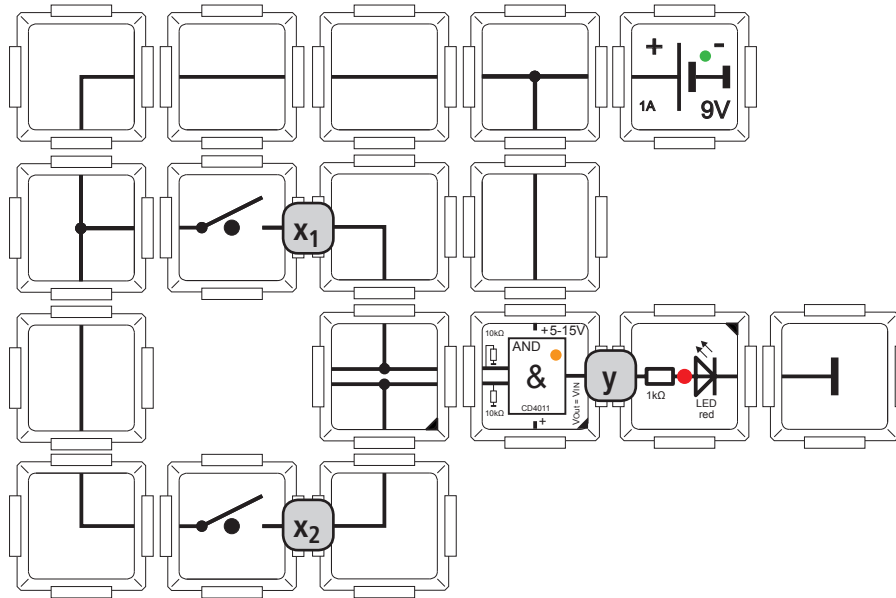 + -
1A 9V
x1
10kΩ
+5-15V
AND
&
10kΩ
CD4011
+
VOut = VIN
y
1kΩ
LED
red
x2